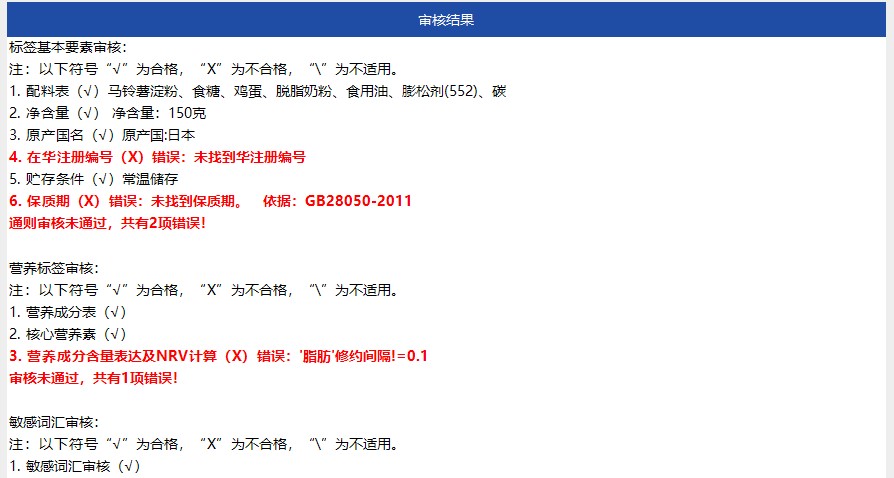 审核结果
标签基本要素审核：
注：以下符号“√”为合格，“X”为不合格，“\”为不适用。
1. 配料表（√）马铃薯淀粉、食糖、鸡蛋、脱脂奶粉、食用油、膨松剂(552)、碳
2. 净含量（√） 净含量：150克
3. 原产国名（√）原产国:日本
4. 在华注册编号（X）错误：未找到华注册编号
5. 贮存条件（√）常温储存
6. 保质期（X）错误：未找到保质期。 依据：GB28050-2011
通则审核未通过，共有2项错误！
营养标签审核：
注：以下符号“√”为合格，“X”为不合格，“\”为不适用。
1. 营养成分表（√）
2. 核心营养素（√）
3. 营养成分含量表达及NRV计算（X）错误：'脂肪'修约间隔!=0.1
审核未通过，共有1项错误！
敏感词汇审核：
注：以下符号“√”为合格，“X”为不合格，“\”为不适用。
1. 敏感词汇审核（√）